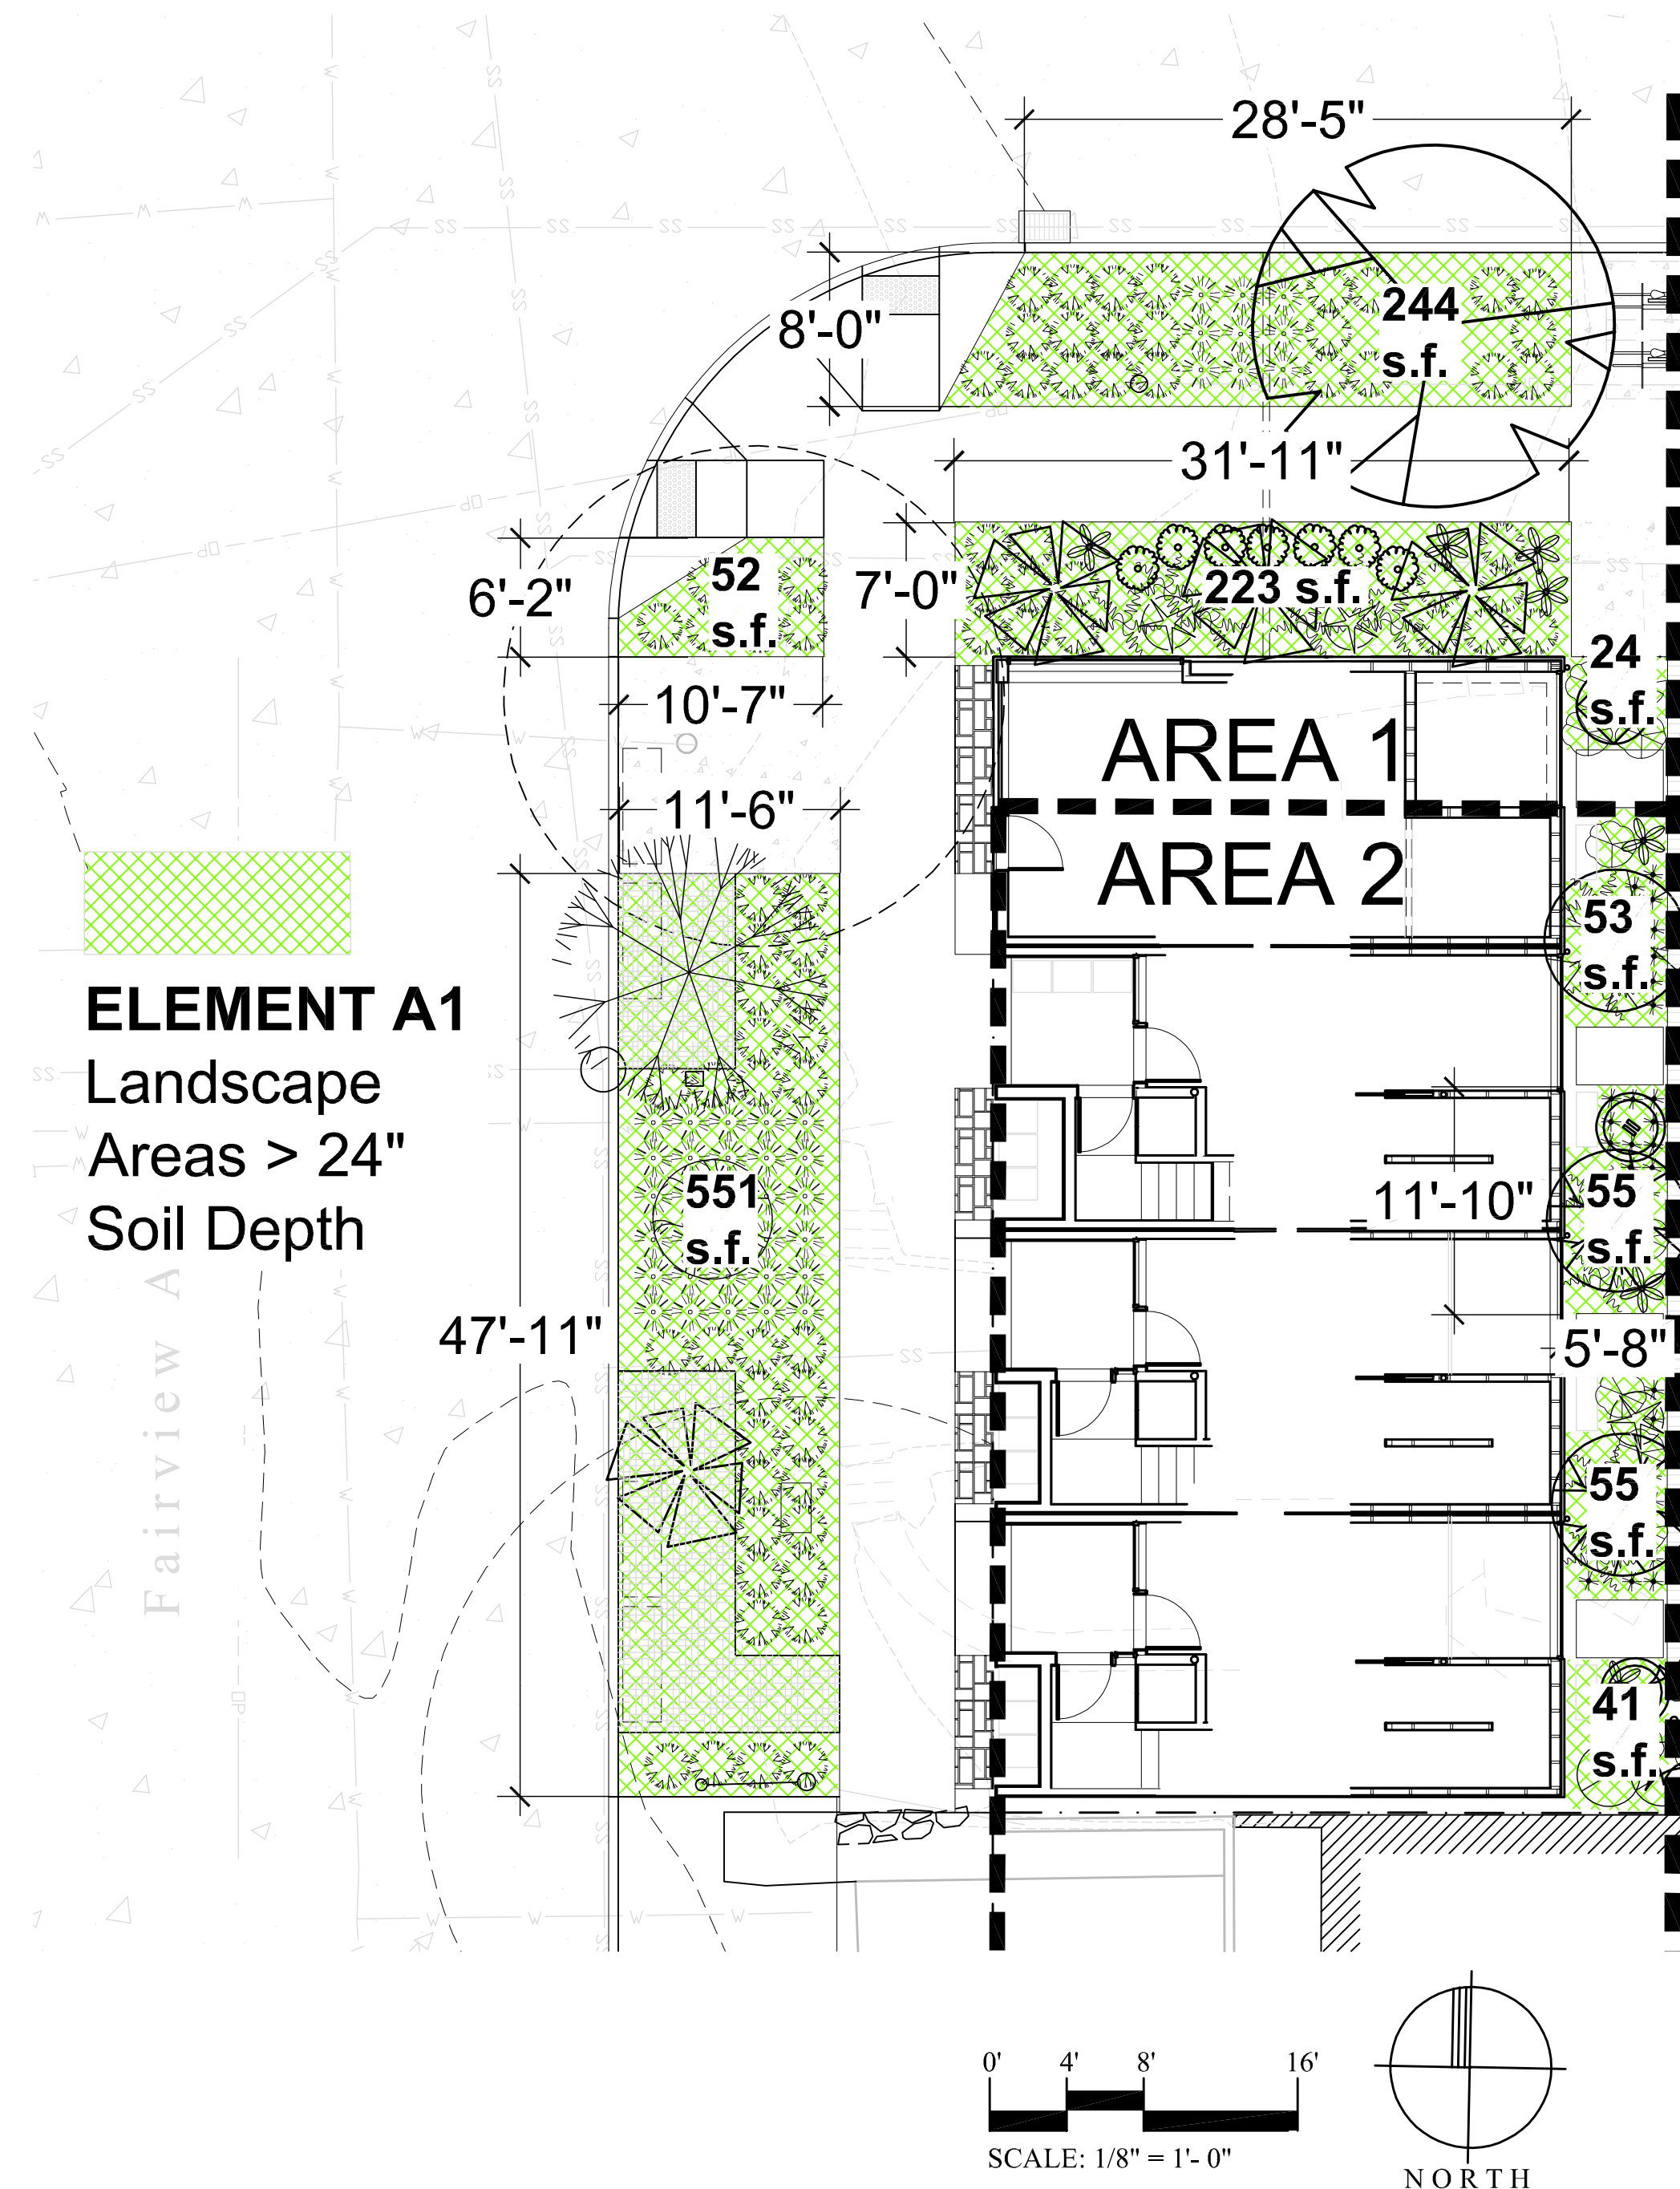 28'-5"
244
s.f.
8'-0"
31'-11"
52
s.f.
6'-2"
7'-0"
223 s.f.
24
s.f.
10'-7"
AREA 1
11'-6"
AREA 2
53
s.f.
ELEMENT A1
Landscape
Areas > 24"
Soil Depth
551
s.f.
11'-10"
55
s.f.
47'-11"
5'-8"
Fairview A
55
s.f.
41
s.f.
0' 4' 8' 16'
SCALE: 1/8" = 1'- 0"
NORTH